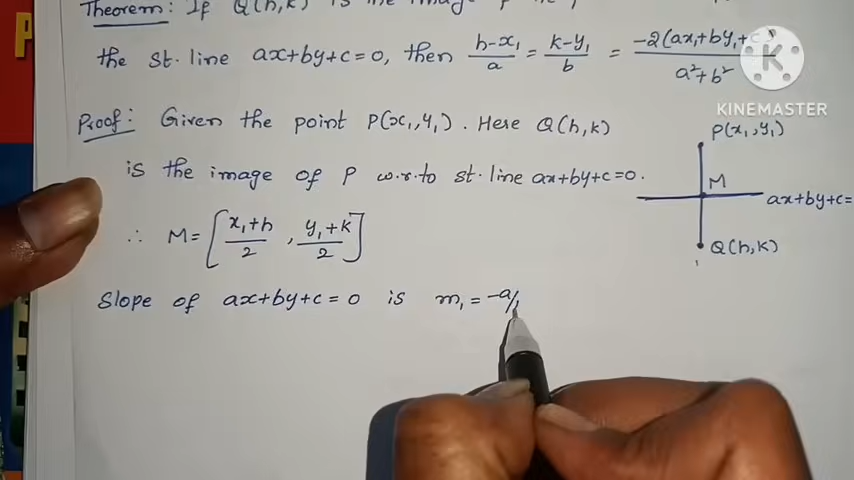 Theorem: If Q(h,k) is the image
the st. line ax+by+c=0, then h-x₁/a = k-y₁/b = -2(ax₁+by₁+c)/a²+b²
KINEMASTER
Proof: Given the point P(x₁,y₁). Here Q(h,k)
is the image of P w.r.to st. line ax+by+c=0.
∴ M = [x₁+h/2, y₁+k/2]
Slope of ax+by+c=0 is m₁ = -a/
P(x₁,y₁)
M
ax+by+c=
Q(h,k)